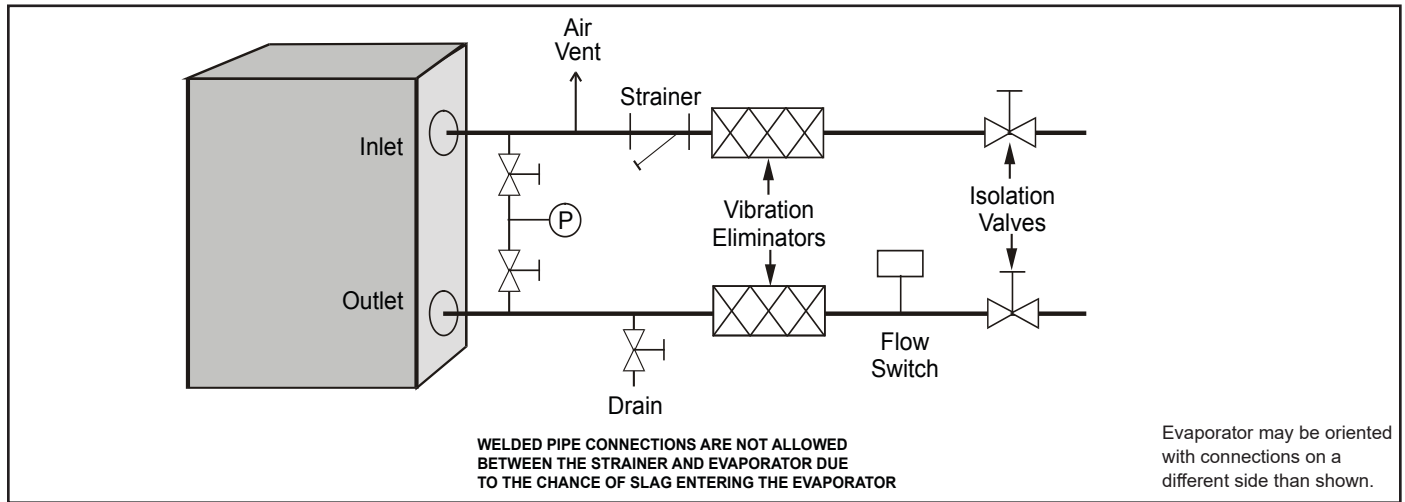 Air
Vent
Strainer
Inlet
P
Vibration
Eliminators
Isolation
Valves
Outlet
Flow
Switch
Drain
WELDED PIPE CONNECTIONS ARE NOT ALLOWED
BETWEEN THE STRAINER AND EVAPORATOR DUE
TO THE CHANCE OF SLAG ENTERING THE EVAPORATOR
Evaporator may be oriented
with connections on a
different side than shown.